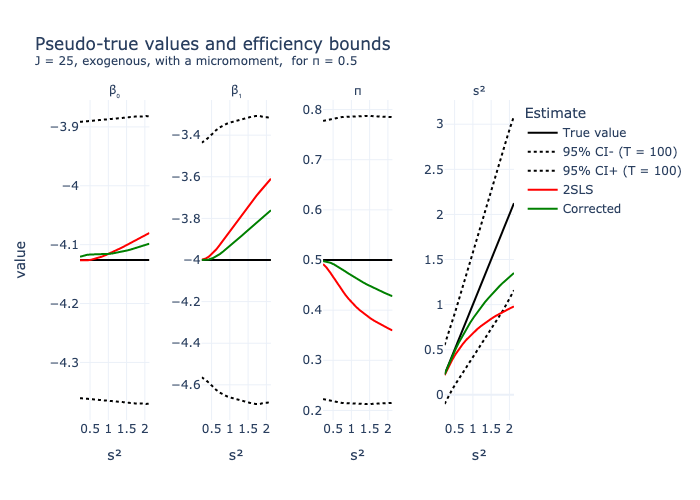 Pseudo-true values and efficiency bounds
J = 25, exogenous, with a micromoment,  for π = 0.5
β₀
β₁
π
s²
−3.9
−4
−4.1
−4.2
−4.3
−3.4
−3.6
−3.8
−4
−4.2
−4.4
−4.6
0.8
0.7
0.6
0.5
0.4
0.3
0.2
3
2.5
2
1.5
1
0.5
0
0.5 1 1.5 2
0.5 1 1.5 2
0.5 1 1.5 2
0.5 1 1.5 2
s²
s²
s²
s²
value
Estimate
True value
95% CI- (T = 100)
95% CI+ (T = 100)
2SLS
Corrected